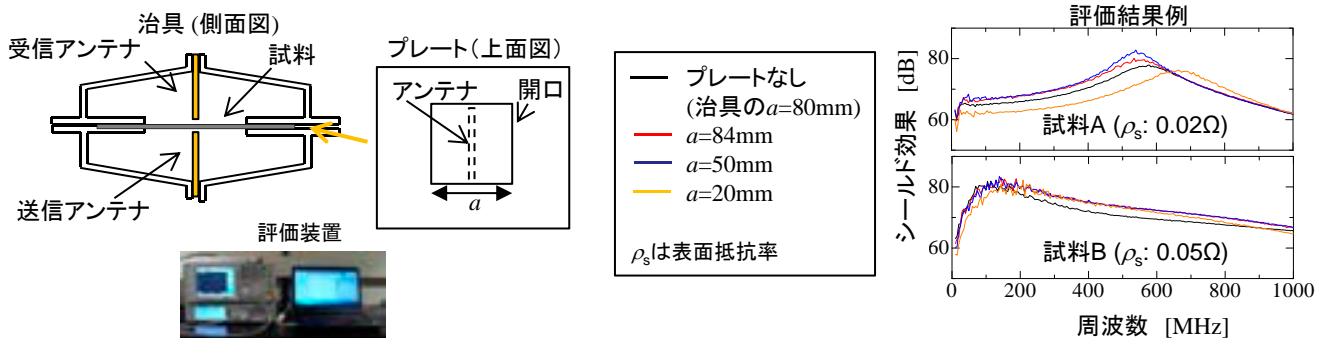 治具 (側面図)
受信アンテナ
試料
送信アンテナ
評価装置
プレート（上面図）
アンテナ
開口
a
プレートなし
(治具のa=80mm)
a=84mm
a=50mm
a=20mm
ρsは表面抵抗率
評価結果例
シールド効果 [dB]
80
60
試料A (ρs: 0.02Ω)
80
60
試料B (ρs: 0.05Ω)
0 200 400 600 800 1000
周波数 [MHz]